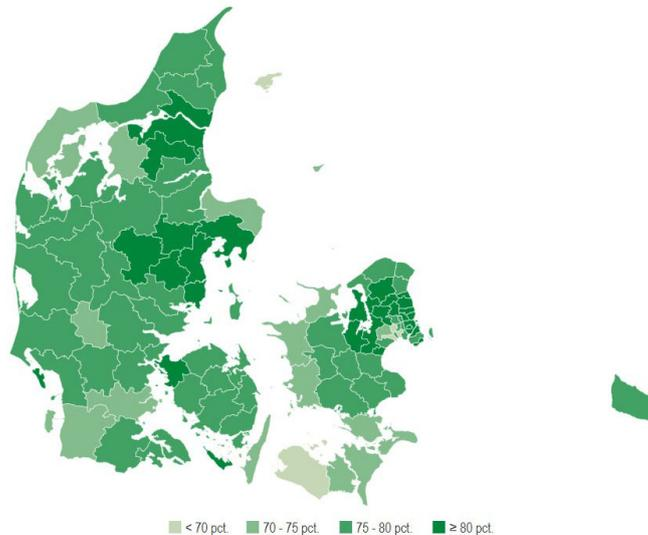 < 70 pct. 70 - 75 pct. 75 - 80 pct. ≥ 80 pct.